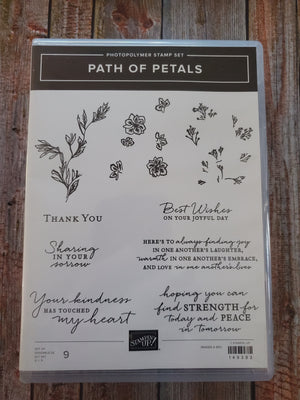 PHOTOPOLYMER STAMP SET
PATH OF PETALS
THANK YOU
Best Wishes
ON YOUR JOYFUL DAY
Sharing
IN YOUR
sorrow
HERE'S TO always finding joy
IN ONE ANOTHER'S LAUGHTER,
warmth IN ONE ANOTHER'S EMBRACE,
AND LOVE in one another's lives
Your kindness
HAS TOUCHED
my heart
hoping you can
find STRENGTH for
today and PEACE
in tomorrow
9
STAMPIN' UP!
149293